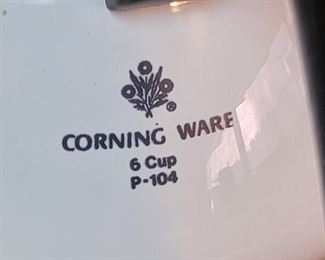 ®
CORNING WARE
6 Cup
P-104